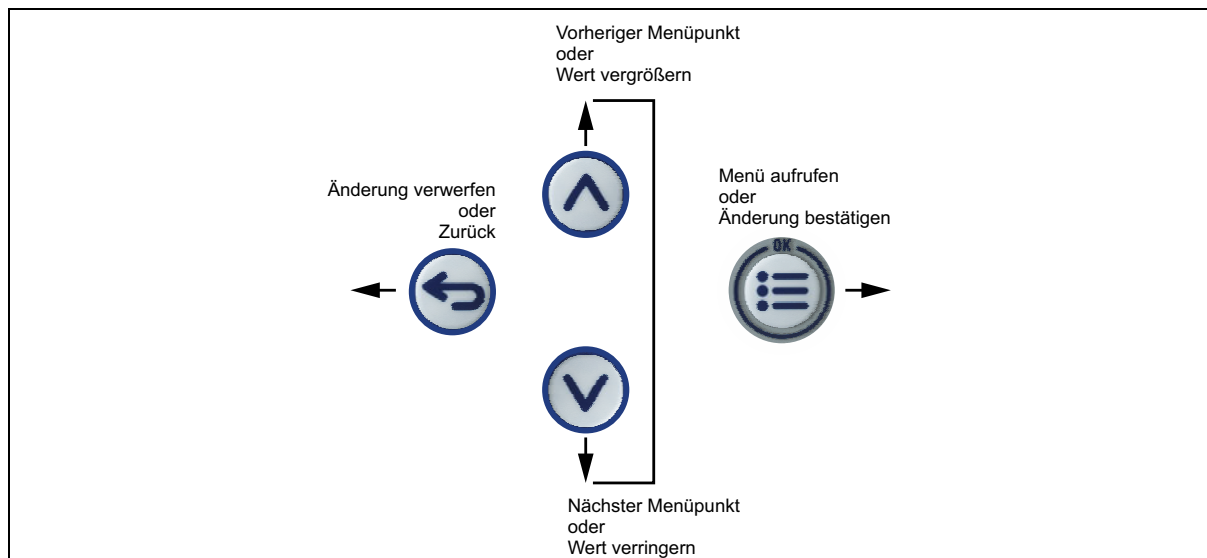 Vorheriger Menüpunkt
oder
Wert vergrößern
Änderung verwerfen
oder
Zurück
Menü aufrufen
oder
Änderung bestätigen
OK
Nächster Menüpunkt
oder
Wert verringern